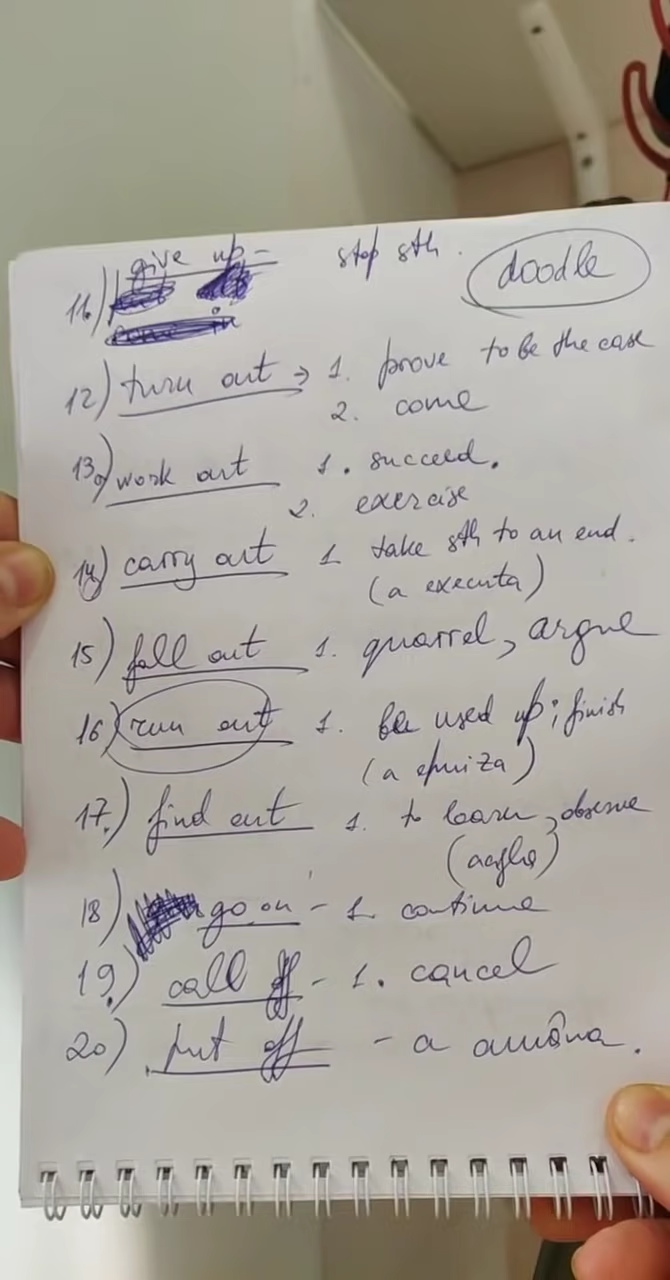 11.) give up - stop sth.
doodle
12) turn out → 1. prove to be the case
2. come
13.) work out 1. succeed.
2. exercise
14) carry out 1. take sth to an end.
(a executa)
15) fall out 1. quarrel, argue
16) run out 1. be used up; finish
(a epuiza)
17.) find out 1. to learn, observe
(a afla)
18) go on - 1. continue
19.) call off - 1. cancel
20) put off - a amâna.